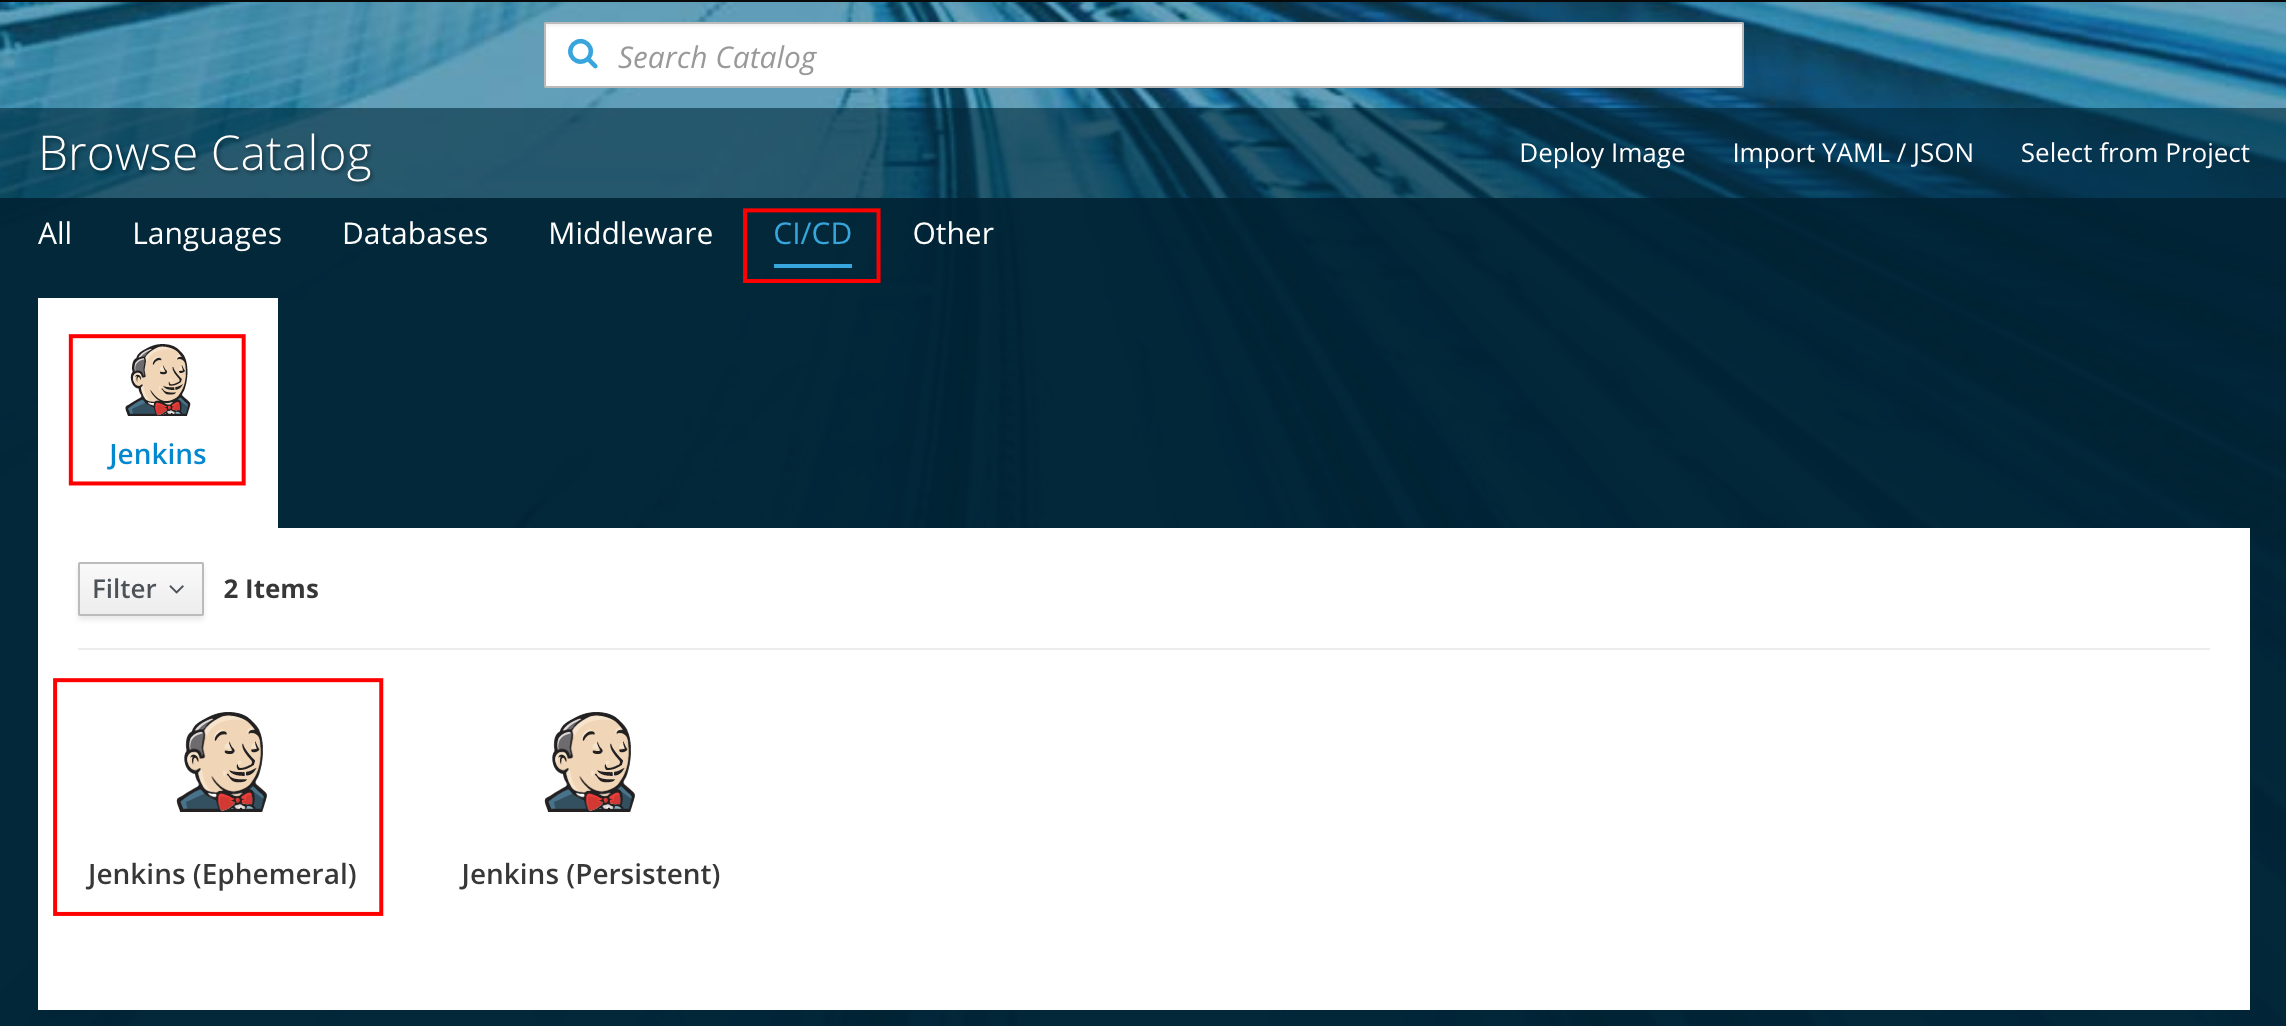 Search Catalog
Browse Catalog
Deploy Image
Import YAML / JSON
Select from Project
All
Languages
Databases
Middleware
CI/CD
Other
Jenkins
Filter
2 Items
Jenkins (Ephemeral)
Jenkins (Persistent)